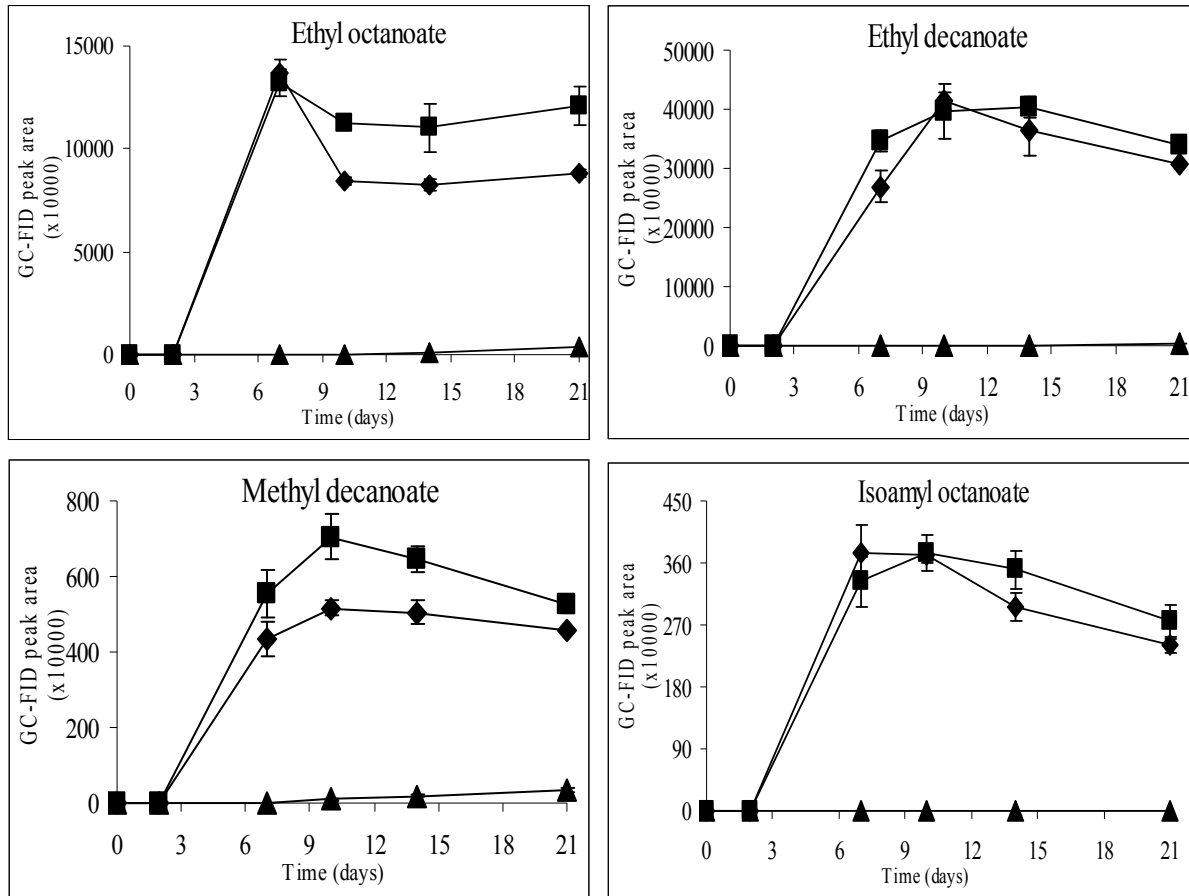 Ethyl octanoate
GC-FID peak area
(x10000)
15000
10000
5000
0
0 3 6 9 12 15 18 21
Time (days)
Ethyl decanoate
GC-FID peak area
(x10000)
50000
40000
30000
20000
10000
0
0 3 6 9 12 15 18 21
Time (days)
Methyl decanoate
GC-FID peak area
(x10000)
800
600
400
200
0
0 3 6 9 12 15 18 21
Time (days)
Isoamyl octanoate
GC-FID peak area
(x10000)
450
360
270
180
90
0
0 3 6 9 12 15 18 21
Time (days)